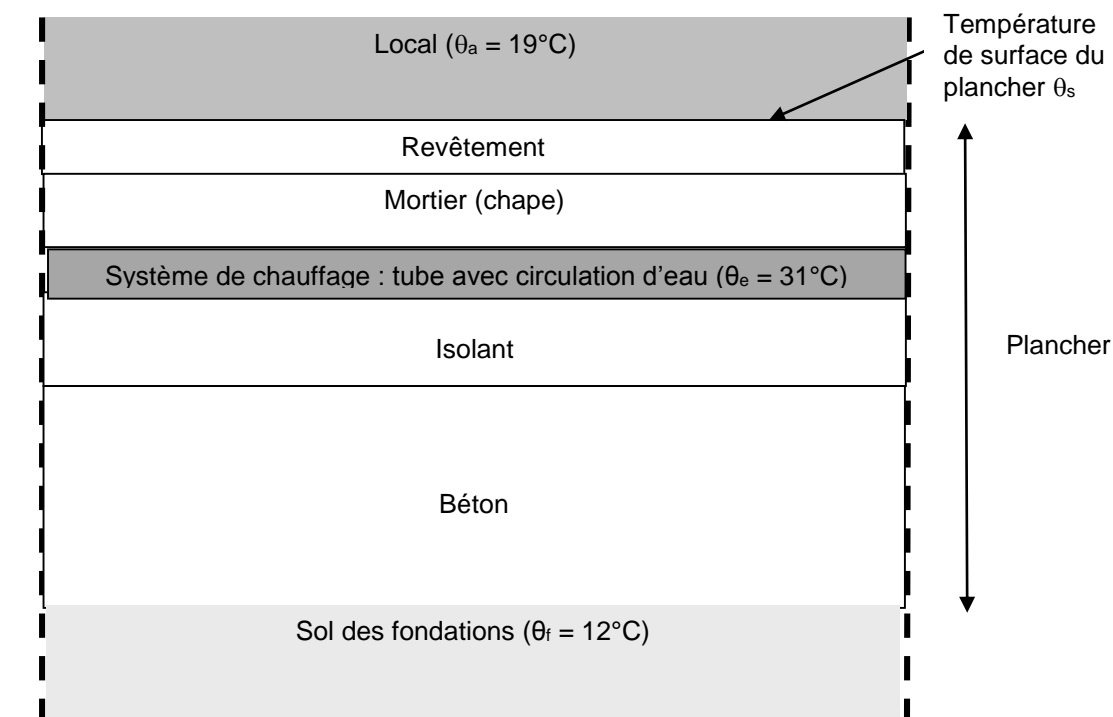 Local (θa = 19°C)
Température
de surface du
plancher θs
Revêtement
Mortier (chape)
Système de chauffage : tube avec circulation d’eau (θe = 31°C)
Isolant
Plancher
Béton
Sol des fondations (θf = 12°C)